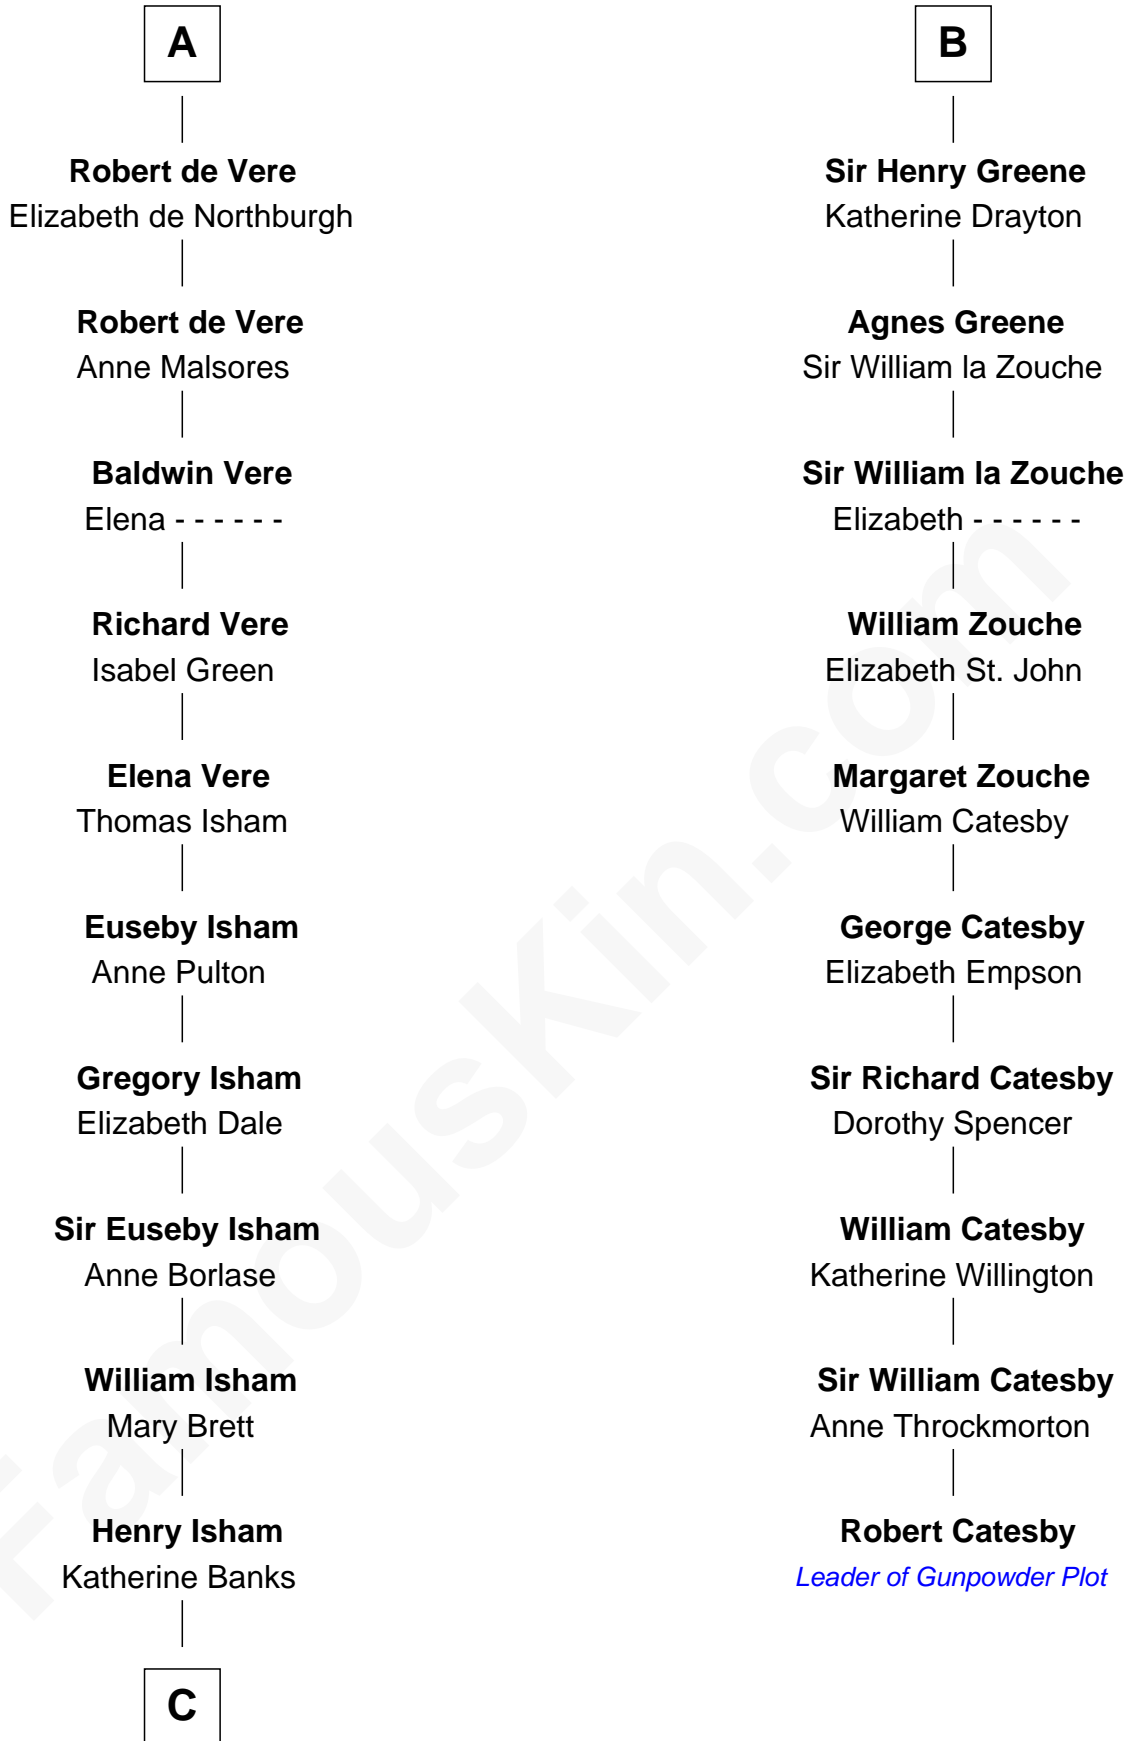 A
Robert de Vere
Elizabeth de Northburgh
Robert de Vere
Anne Malsores
Baldwin Vere
Elena - - - - - -
Richard Vere
Isabel Green
Elena Vere
Thomas Isham
Euseby Isham
Anne Pulton
Gregory Isham
Elizabeth Dale
Sir Euseby Isham
Anne Borlase
William Isham
Mary Brett
Henry Isham
Katherine Banks
C
B
Sir Henry Greene
Katherine Drayton
Agnes Greene
Sir William la Zouche
Sir William la Zouche
Elizabeth - - - - - -
William Zouche
Elizabeth St. John
Margaret Zouche
William Catesby
George Catesby
Elizabeth Empson
Sir Richard Catesby
Dorothy Spencer
William Catesby
Katherine Willington
Sir William Catesby
Anne Throckmorton
Robert Catesby
Leader of Gunpowder Plot
FamousKin.com